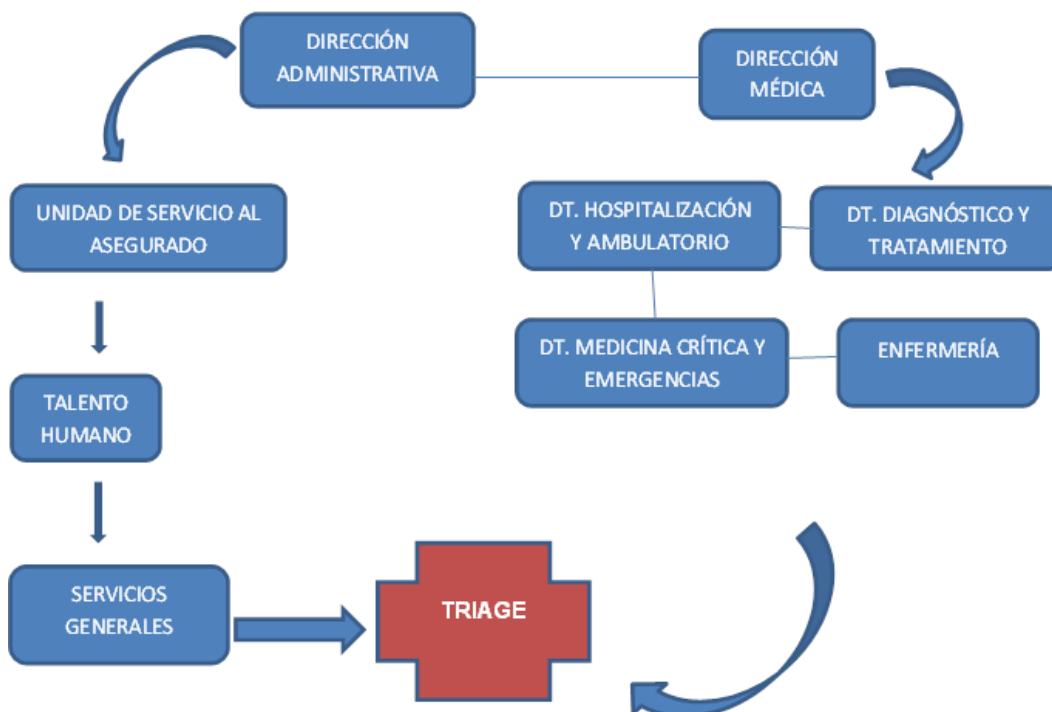 DIRECCIÓN
ADMINISTRATIVA
DIRECCIÓN
MÉDICA
UNIDAD DE SERVICIO AL
ASEGURADO
DT. HOSPITALIZACIÓN
Y AMBULATORIO
DT. DIAGNÓSTICO Y
TRATAMIENTO
DT. MEDICINA CRÍTICA Y
EMERGENCIAS
ENFERMERÍA
TALENTO
HUMANO
SERVICIOS
GENERALES
TRIAGE